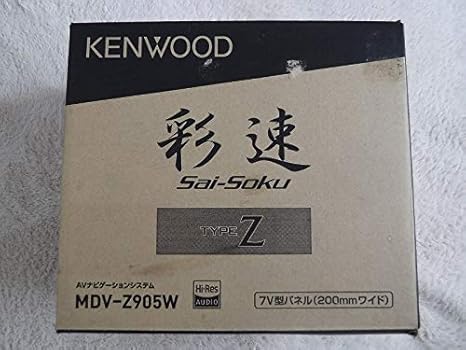 KENWOOD
彩速
Sai-Soku
TYPE Z
AVナビゲーションシステム
MDV-Z905W
Hi-Res
AUDIO
7V型パネル(200mmワイド)